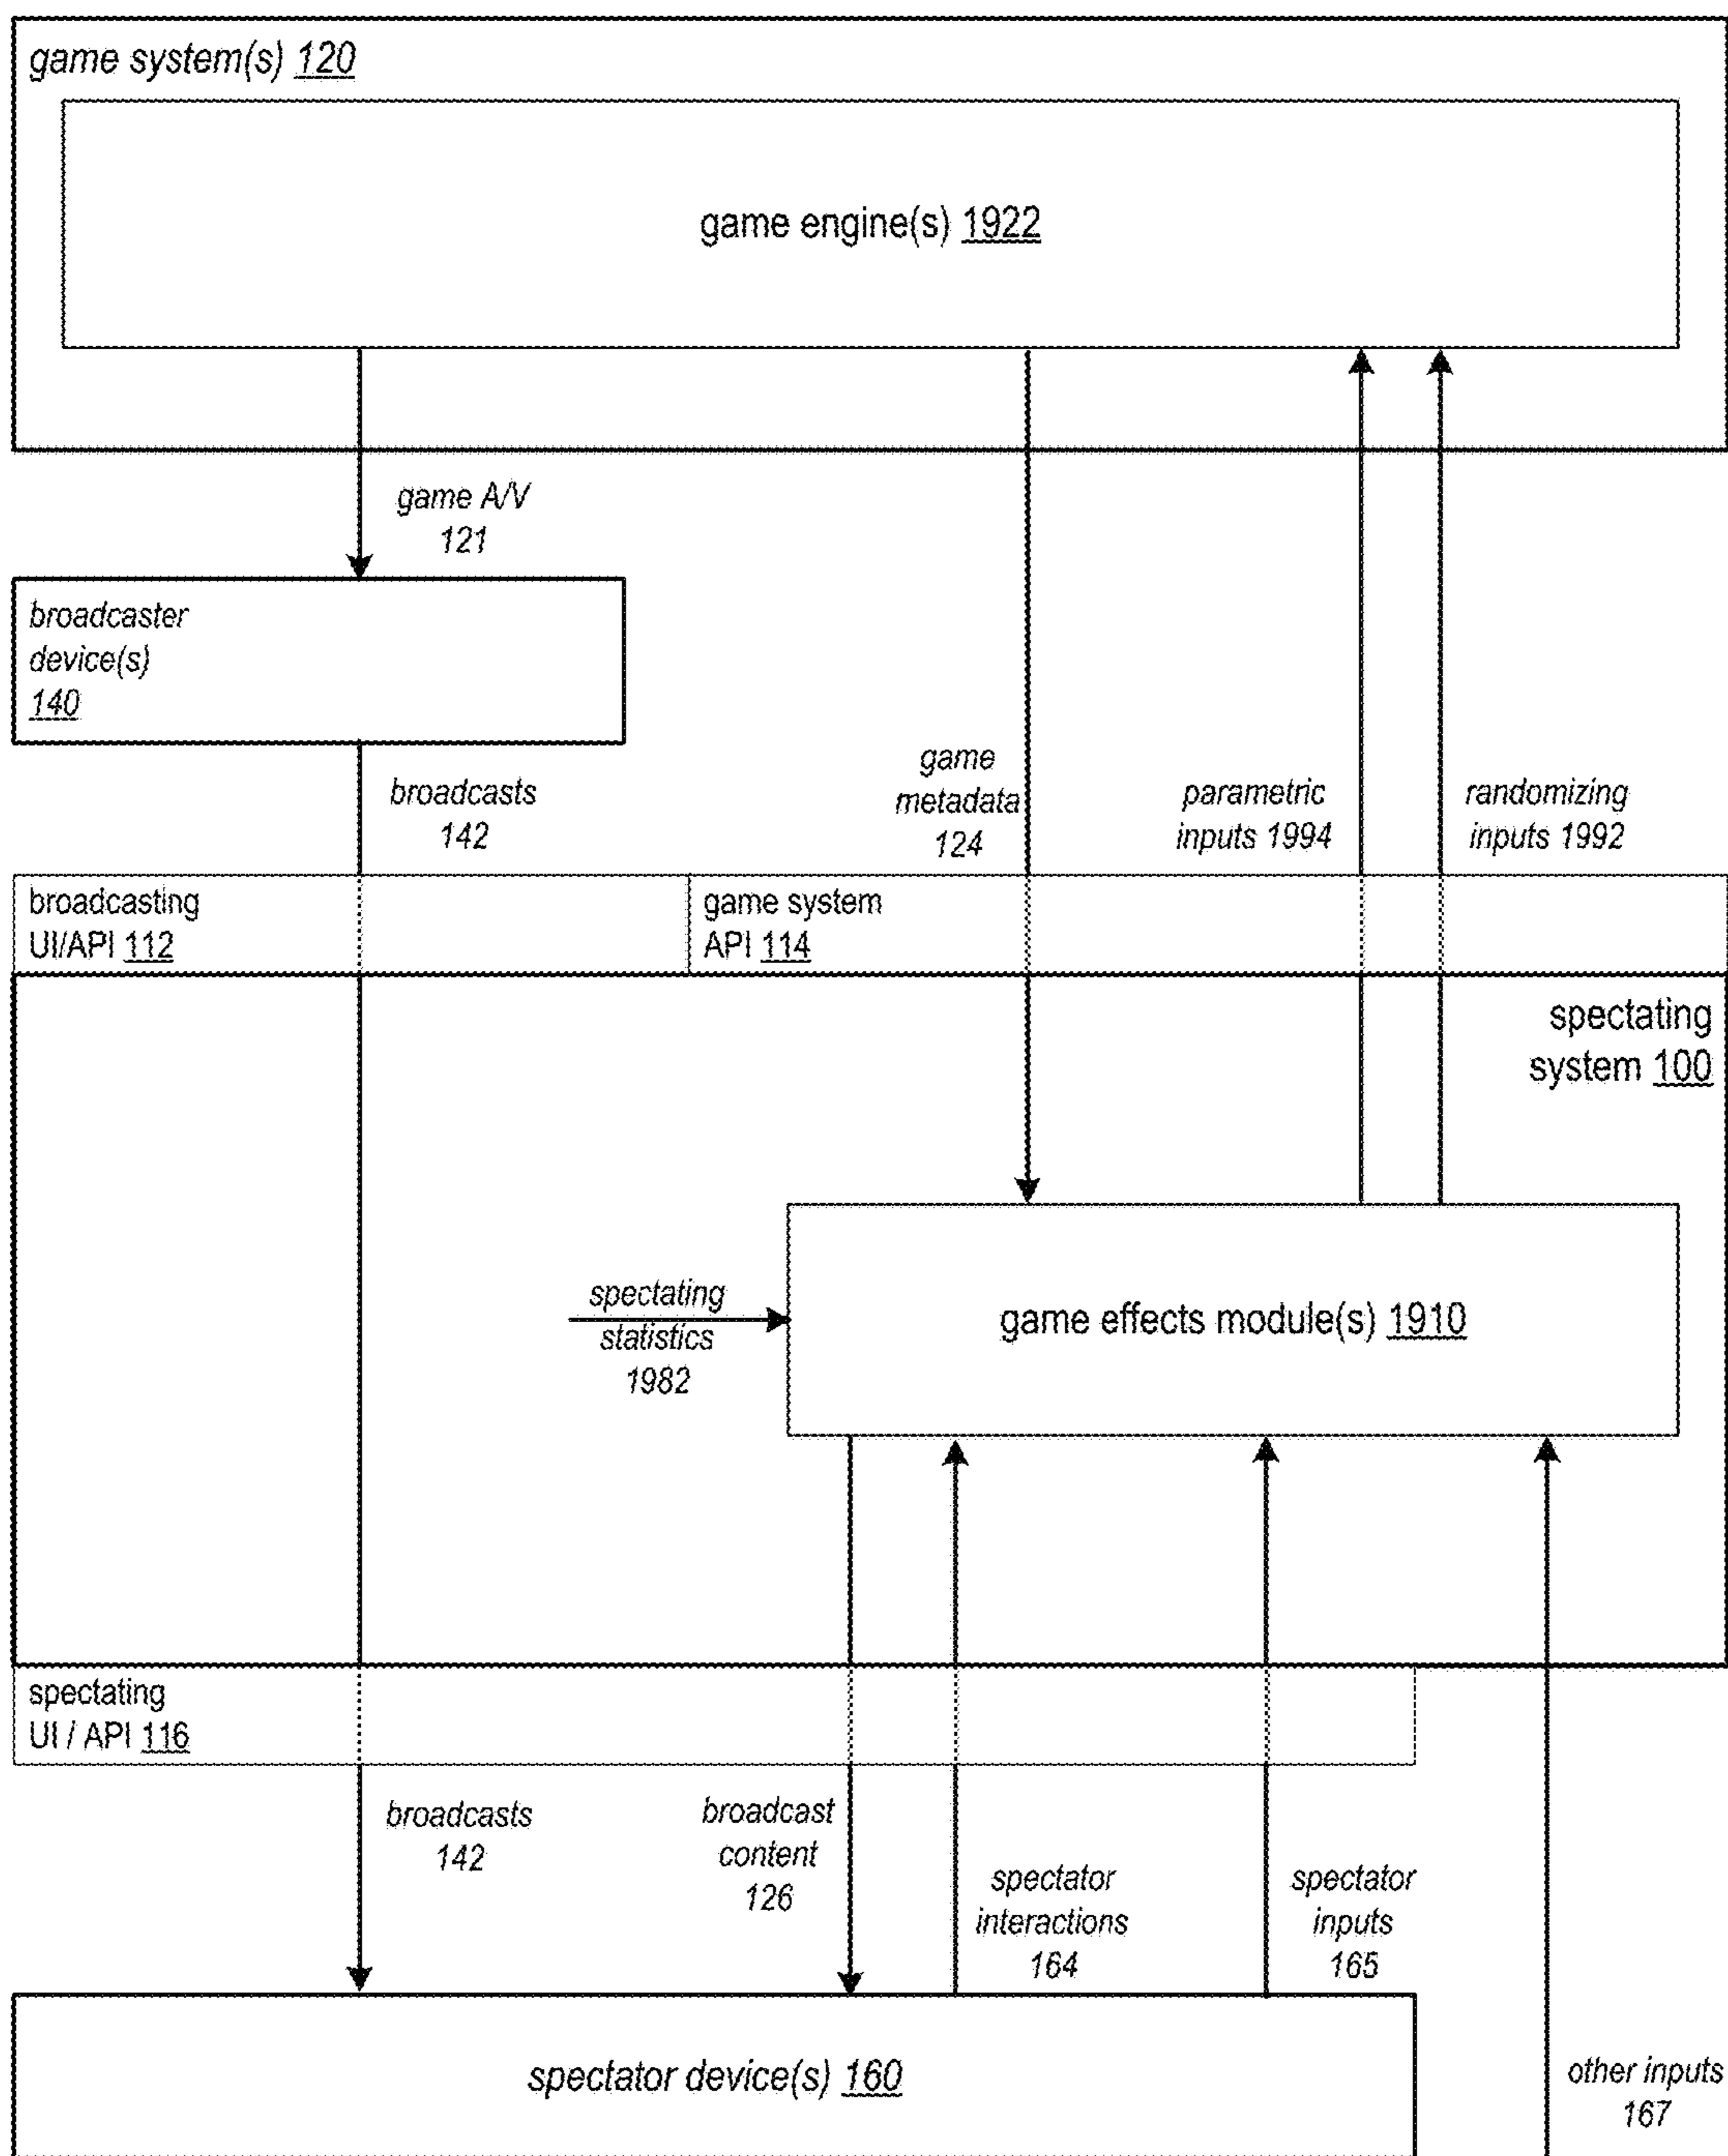 game system(s) 120
game engine(s) 1922
game A/V
121
broadcaster
device(s)
140
broadcasts
142
game
metadata
124
parametric
inputs 1994
randomizing
inputs 1992
broadcasting
UI/API 112
game system
API 114
spectating
system 100
spectating
statistics
1982
game effects module(s) 1910
spectating
UI / API 116
broadcasts
142
broadcast
content
126
spectator
interactions
164
spectator
inputs
165
spectator device(s) 160
other inputs
167